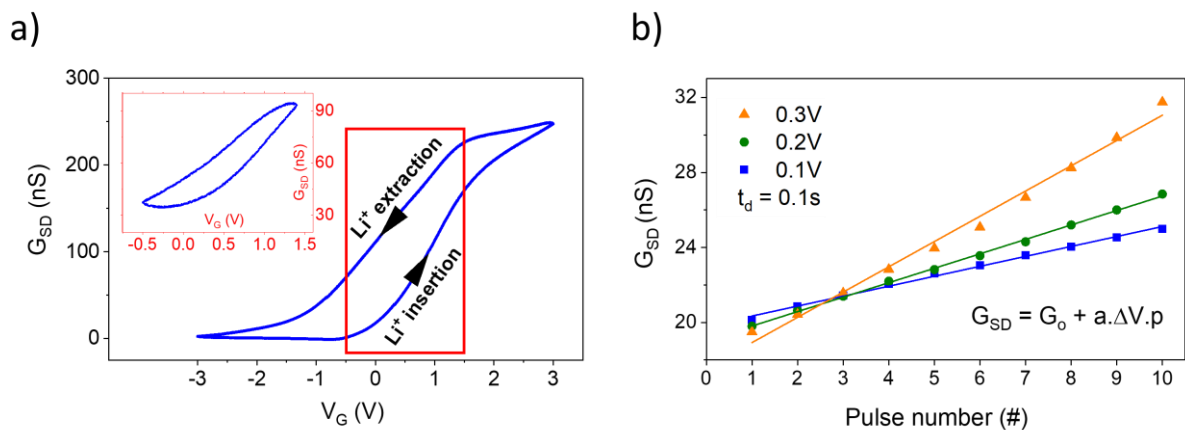 a)
300
200
100
0
G_SD (nS)
-3
-2
-1
0
1
2
3
V_G (V)
90
60
30
G_SD (nS)
-0.5
0.0
0.5
1.0
1.5
V_G (V)
Li⁺ extraction
Li⁺ insertion
b)
32
28
24
20
G_SD (nS)
0.3V
0.2V
0.1V
t_d = 0.1s
G_SD = G_o + a.ΔV.p
0
1
2
3
4
5
6
7
8
9
10
Pulse number (#)